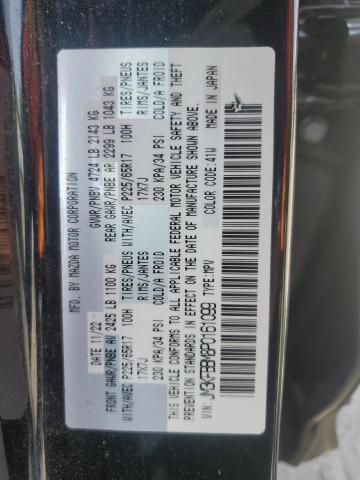 MFD. BY MAZDA MOTOR CORPORATION
DATE 11/22 GVWR/PNBV 4724 LB 2143 KG
FRONT GAWR/PNBE AV 2425 LB 1100 KG REAR GAWR/PNBE AR 2299 LB 1043 KG
WITH/AVEC P225/65R17 100H TIRES/PNEUS WITH/AVEC P225/65R17 100H TIRES/PNEUS
17X7J RIMS/JANTES 17X7J RIMS/JANTES
230 KPA/34 PSI COLD/A FROID 230 KPA/34 PSI COLD/A FROID
THIS VEHICLE CONFORMS TO ALL APPLICABLE FEDERAL MOTOR VEHICLE SAFETY AND THEFT
PREVENTION STANDARDS IN EFFECT ON THE DATE OF MANUFACTURE SHOWN ABOVE.
TYPE:MPV COLOR CODE:41W MADE IN JAPAN
VIN: